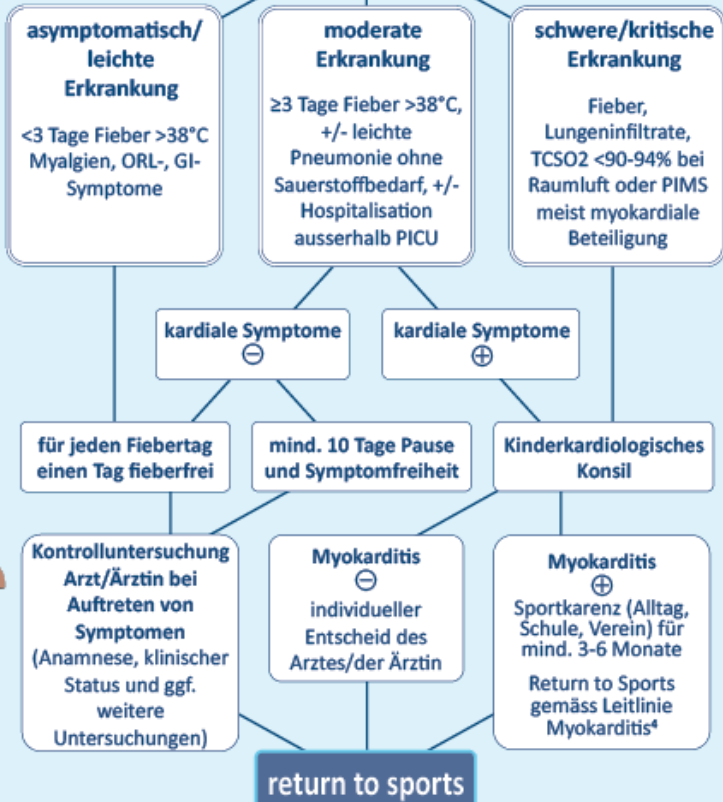 asymptomatisch/
leichte
Erkrankung
<3 Tage Fieber >38°C
Myalgien, ORL-, GI-
Symptome
moderate
Erkrankung
≥3 Tage Fieber >38°C,
+/- leichte
Pneumonie ohne
Sauerstoffbedarf, +/-
Hospitalisation
ausserhalb PICU
schwere/kritische
Erkrankung
Fieber,
Lungeninfiltrate,
TCSO2 <90-94% bei
Raumluft oder PIMS
meist myokardiale
Beteiligung
kardiale Symptome
⊖
kardiale Symptome
⊕
für jeden Fiebertag
einen Tag fieberfrei
mind. 10 Tage Pause
und Symptomfreiheit
Kinderkardiologisches
Konsil
Kontrolluntersuchung
Arzt/Ärztin bei
Auftreten von
Symptomen
(Anamnese, klinischer
Status und ggf.
weitere
Untersuchungen)
Myokarditis
⊖
individueller
Entscheid des
Arztes/der Ärztin
Myokarditis
⊕
Sportkarenz (Alltag,
Schule, Verein) für
mind. 3-6 Monate
Return to Sports
gemäss Leitlinie
Myokarditis⁴
return to sports